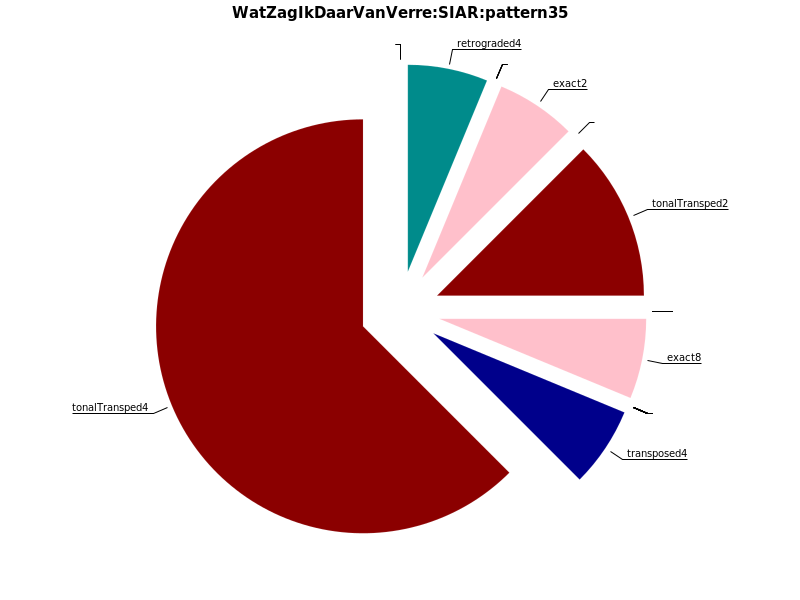 WatZagIkDaarVanVerre:SIAR:pattern35
retrograded4
exact2
tonalTransped2
exact8
tonalTransped4
transposed4